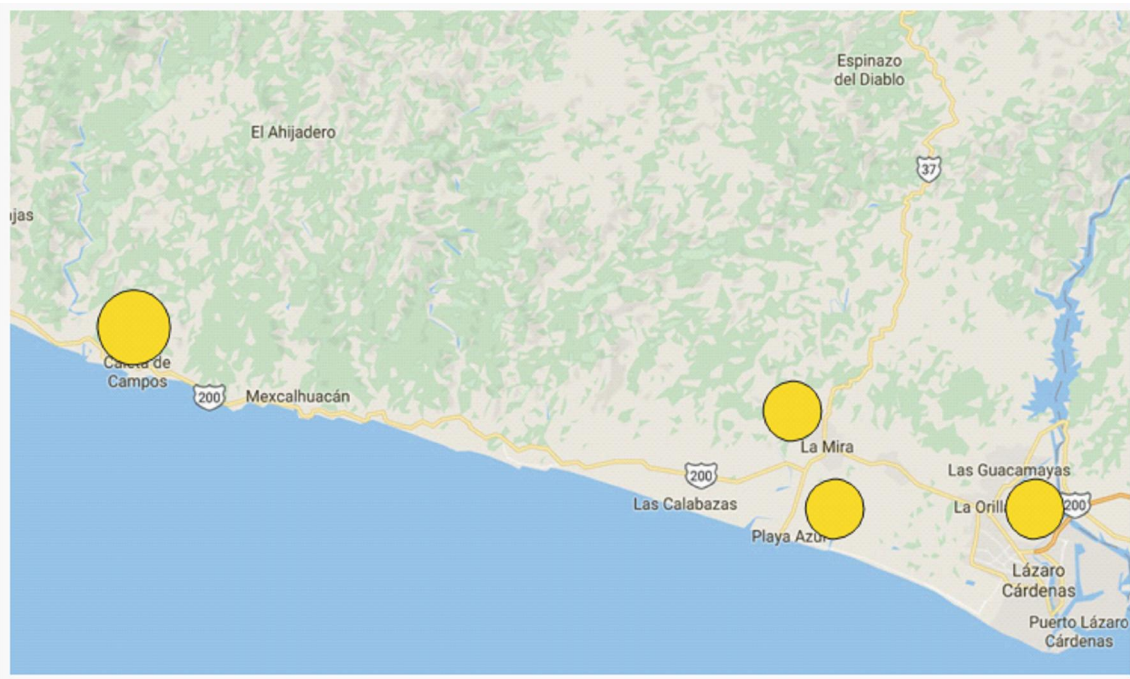 Espinazo
del Diablo
El Ahijadero
37
jas
Caleta de
Campos
200
Mexcalhuacán
La Mira
Las Guacamayas
200
Las Calabazas
La Orilla
200
Playa Azul
Lázaro
Cárdenas
Puerto Lázaro
Cárdenas